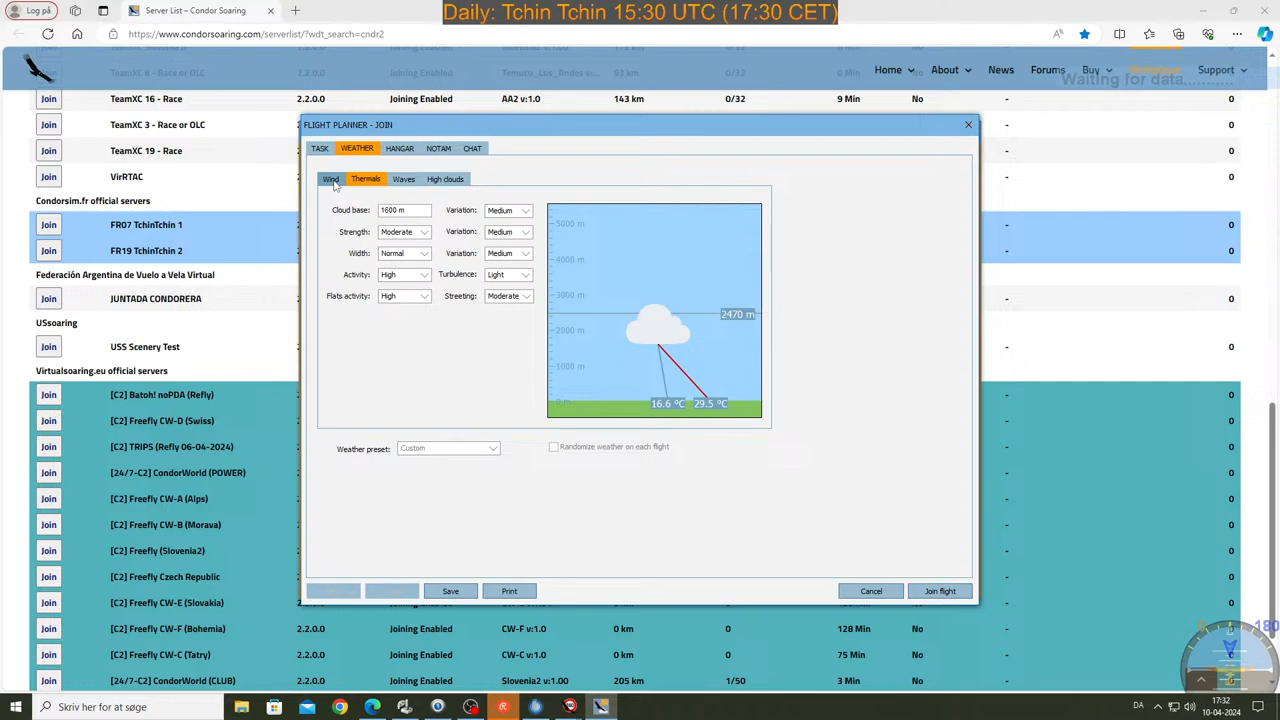 Log på
Server List – Condor Soaring
Daily: Tchin Tchin 15:30 UTC (17:30 CET)
https://www.condorsoaring.com/serverlist/?wdt_search=cndr2
Home
About
News
Forums
Buy
Support
Waiting for data
TeamXC 8 - Race or OLC
Joining Enabled
93 km
0/32
3 Min
No
-
0
Join
TeamXC 16 - Race
2.2.0.0
Joining Enabled
AA2 v:1.0
143 km
0/32
9 Min
No
-
0
Join
TeamXC 3 - Race or OLC
Join
TeamXC 19 - Race
Join
VirRTAC
Condorsim.fr official servers
Join
FR07 TchinTchin 1
Join
FR19 TchinTchin 2
Federación Argentina de Vuelo a Vela Virtual
Join
JUNTADA CONDORERA
USsoaring
Join
USS Scenery Test
Virtualsoaring.eu official servers
Join
[C2] Batoh! noPDA (Refly)
Join
[C2] Freefly CW-D (Swiss)
Join
[C2] TRIPS (Refly 06-04-2024)
Join
[24/7-C2] CondorWorld (POWER)
Join
[C2] Freefly CW-A (Alps)
Join
[C2] Freefly CW-B (Morava)
Join
[C2] Freefly (Slovenia2)
Join
[C2] Freefly Czech Republic
Join
[C2] Freefly CW-E (Slovakia)
Join
[C2] Freefly CW-F (Bohemia)
2.2.0.0
Joining Enabled
CW-F v:1.0
0 km
0
128 Min
No
-
0
Join
[C2] Freefly CW-C (Tatry)
2.2.0.0
Joining Enabled
CW-C v:1.0
0 km
0
75 Min
No
-
0
Join
[24/7-C2] CondorWorld (CLUB)
2.2.0.0
Joining Enabled
Slovenia2 v:1.00
205 km
1/50
3 Min
No
-
FLIGHT PLANNER - JOIN
TASK
WEATHER
HANGAR
NOTAM
CHAT
Wind
Thermals
Waves
High clouds
Cloud base:
1600 m
Variation:
Medium
Strength:
Moderate
Variation:
Medium
Width:
Normal
Variation:
Medium
Activity:
High
Turbulence:
Light
Flats activity:
High
Streeting:
Moderate
5000 m
4000 m
3000 m
2470 m
2000 m
1000 m
0 m
16.6 ºC
29.5 ºC
Weather preset:
Custom
Randomize weather on each flight
Save
Print
Cancel
Join flight
180
Skriv her for at søge
DA
17:32
10-04-2024